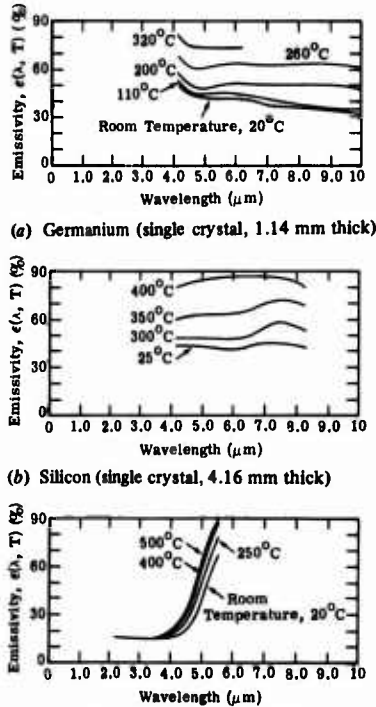 Emissivity, ε(λ, T) (%)
90
60
30
0
320°C
260°C
200°C
110°C
Room Temperature, 20°C
0 1.0 2.0 3.0 4.0 5.0 6.0 7.0 8.0 9.0 10
Wavelength (μm)
(a) Germanium (single crystal, 1.14 mm thick)
Emissivity, ε(λ, T) (%)
90
60
30
0
400°C
350°C
300°C
25°C
0 1.0 2.0 3.0 4.0 5.0 6.0 7.0 8.0 9.0 10
Wavelength (μm)
(b) Silicon (single crystal, 4.16 mm thick)
Emissivity, ε(λ, T) (%)
90
60
30
0
500°C
400°C
250°C
Room
Temperature, 20°C
0 1.0 2.0 3.0 4.0 5.0 6.0 7.0 8.0 9.0 10
Wavelength (μm)